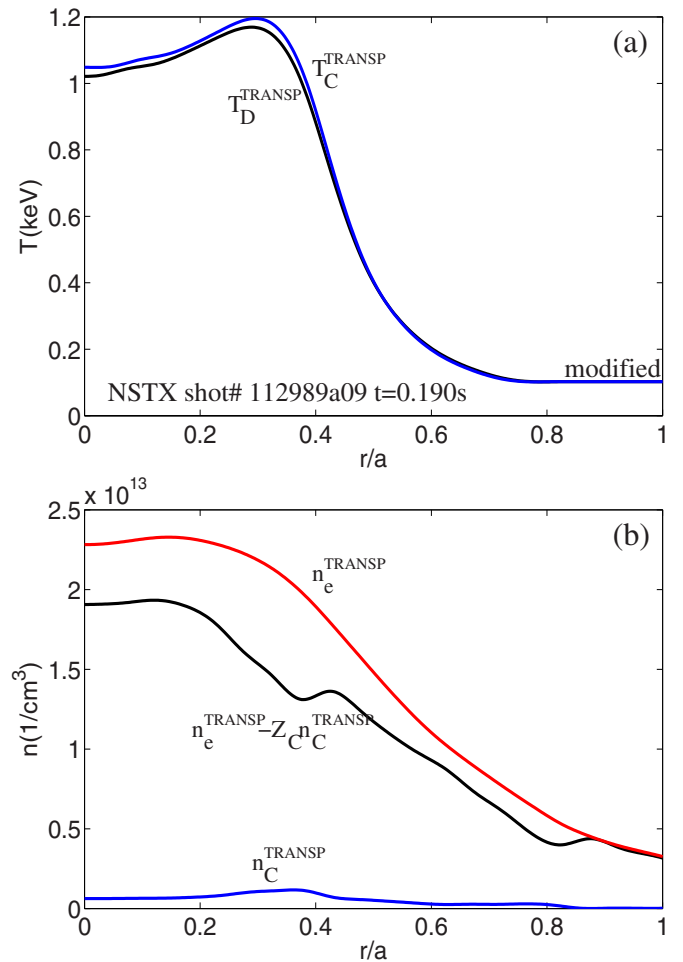 1.2
(a)
T_C^TRANSP
1
T_D^TRANSP
0.8
T(keV)
0.6
0.4
0.2
modified
NSTX shot# 112989a09 t=0.190s
0
0 0.2 0.4 0.6 0.8 1
r/a
x 10^13
2.5
(b)
n_e^TRANSP
2
1.5
n(1/cm^3)
n_e^TRANSP–Z_C n_C^TRANSP
1
0.5
n_C^TRANSP
0
0 0.2 0.4 0.6 0.8 1
r/a